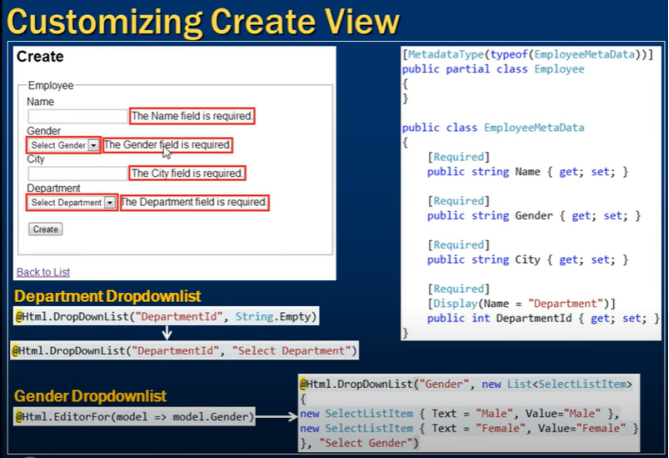 Customizing Create View
Create
Employee
Name
The Name field is required.
Gender
Select Gender
The Gender field is required.
City
The City field is required.
Department
Select Department
The Department field is required.
Create
Back to List
Department Dropdownlist
@Html.DropDownList("DepartmentId", String.Empty)
@Html.DropDownList("DepartmentId", "Select Department")
Gender Dropdownlist
@Html.EditorFor(model => model.Gender)
[MetadataType(typeof(EmployeeMetaData))]
public partial class Employee
{
}
public class EmployeeMetaData
{
[Required]
public string Name { get; set; }
[Required]
public string Gender { get; set; }
[Required]
public string City { get; set; }
[Required]
[Display(Name = "Department")]
public int DepartmentId { get; set; }
}
@Html.DropDownList("Gender", new List<SelectListItem>
{
new SelectListItem { Text = "Male", Value="Male" },
new SelectListItem { Text = "Female", Value="Female" }
}, "Select Gender")